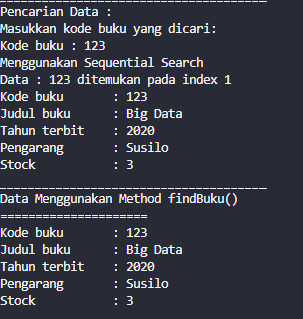 _______________________________________
Pencarian Data :
Masukkan kode buku yang dicari:
Kode buku : 123
Menggunakan Sequential Search
Data : 123 ditemukan pada index 1
Kode buku      : 123
Judul buku     : Big Data
Tahun terbit   : 2020
Pengarang      : Susilo
Stock          : 3
_______________________________________
Data Menggunakan Method findBuku()
======================
Kode buku      : 123
Judul buku     : Big Data
Tahun terbit   : 2020
Pengarang      : Susilo
Stock          : 3